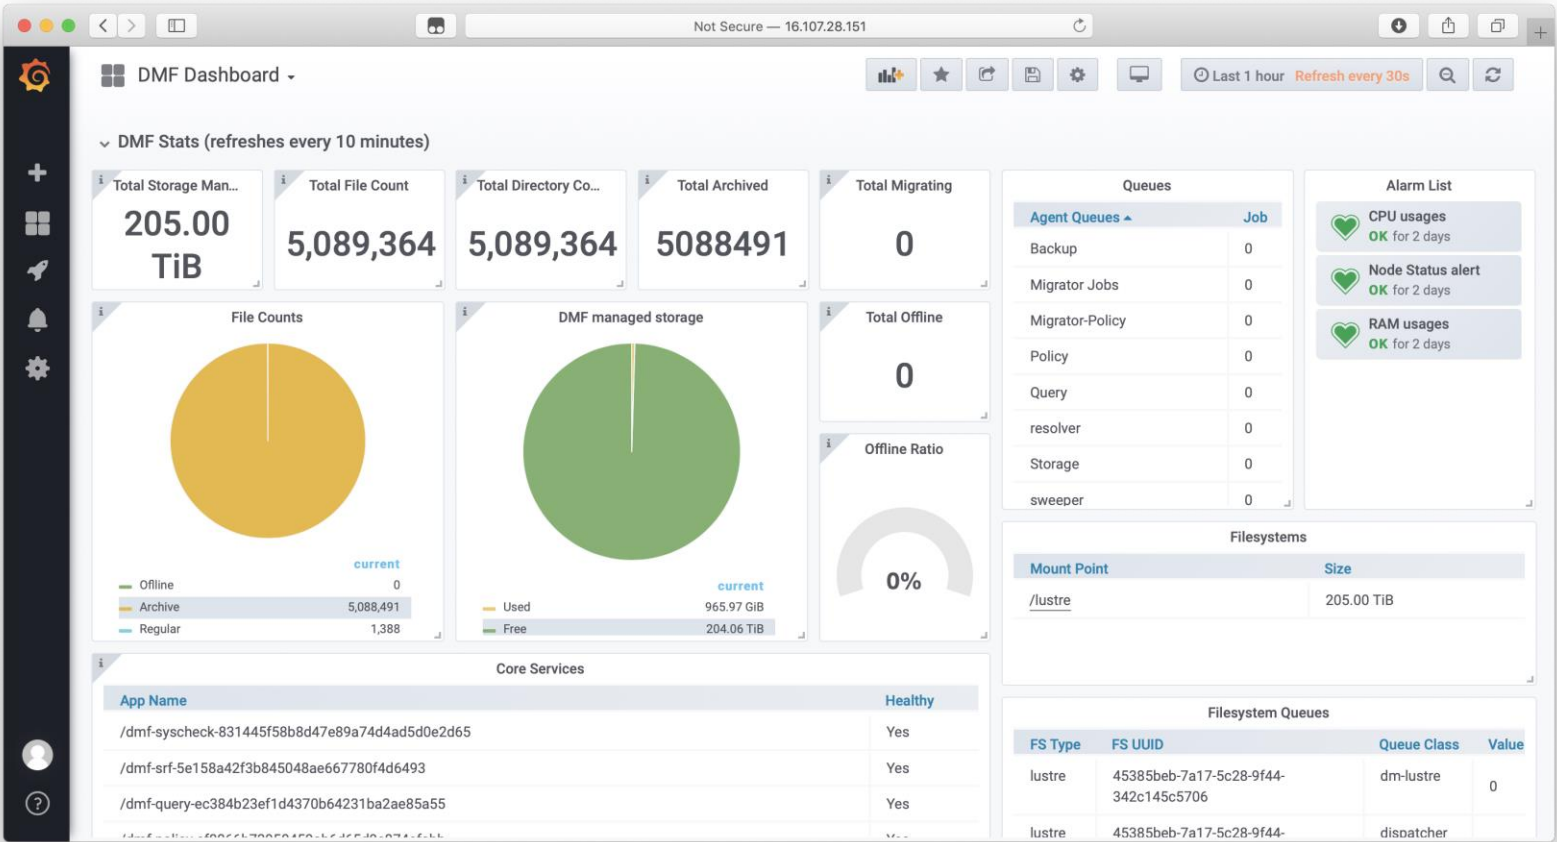 Not Secure — 16.107.28.151
DMF Dashboard
Last 1 hour Refresh every 30s
DMF Stats (refreshes every 10 minutes)
Total Storage Man...
205.00
TiB
Total File Count
5,089,364
Total Directory Co...
5,089,364
Total Archived
5088491
Total Migrating
0
File Counts
current
Oflline 0
Archive 5,088,491
Regular 1,388
DMF managed storage
current
Used 965.97 GiB
Free 204.06 TiB
Total Offline
0
Offline Ratio
0%
Queues
Agent Queues Job
Backup 0
Migrator Jobs 0
Migrator-Policy 0
Policy 0
Query 0
resolver 0
Storage 0
sweeper 0
Alarm List
CPU usages
OK for 2 days
Node Status alert
OK for 2 days
RAM usages
OK for 2 days
Filesystems
Mount Point Size
/lustre 205.00 TiB
Core Services
App Name Healthy
/dmf-syscheck-831445f58b8d47e89a74d4ad5d0e2d65 Yes
/dmf-srf-5e158a42f3b845048ae667780f4d6493 Yes
/dmf-query-ec384b23ef1d4370b64231ba2ae85a55 Yes
Filesystem Queues
FS Type FS UUID Queue Class Value
lustre 45385beb-7a17-5c28-9f44-
342c145c5706 dm-lustre 0
lustre 45385beb-7a17-5c28-9f44- dispatcher